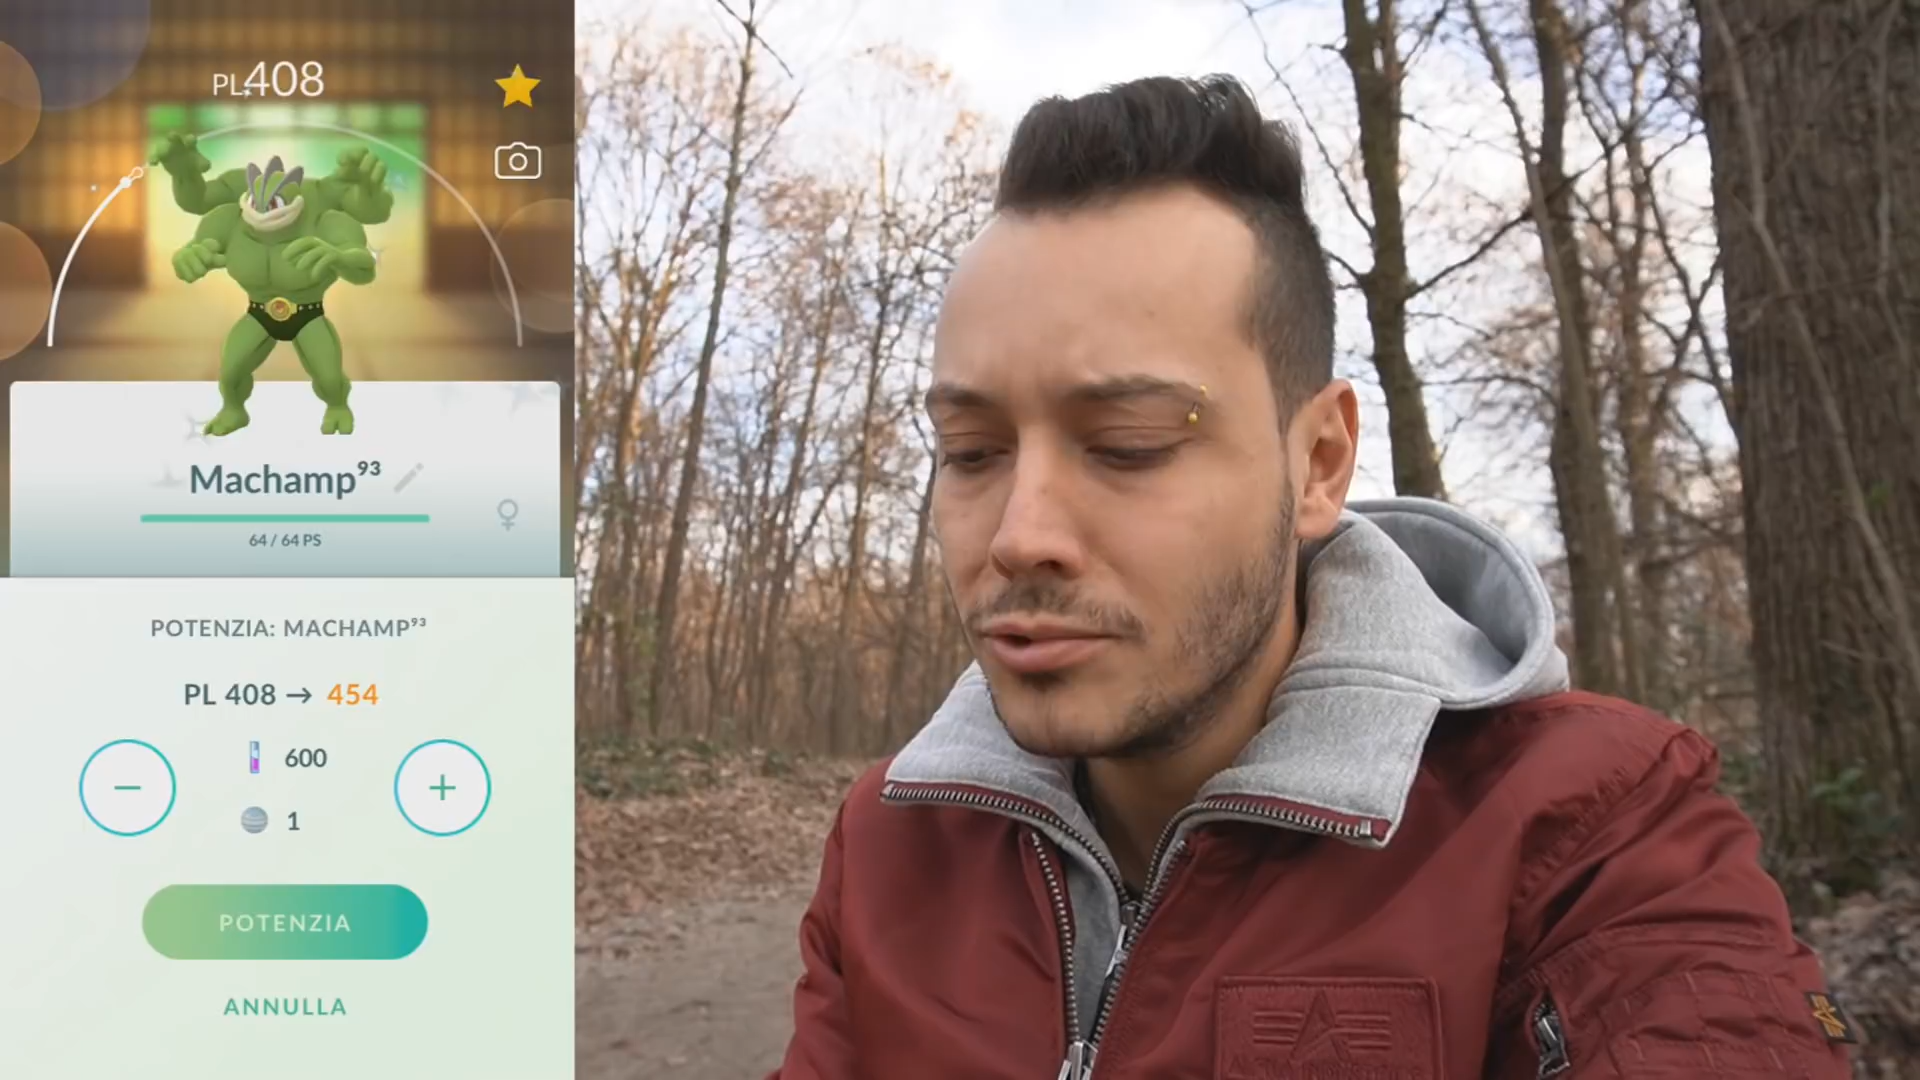 PL408
Machamp⁹³
64 / 64 PS
POTENZIA: MACHAMP⁹³
PL 408 → 454
600
1
POTENZIA
ANNULLA